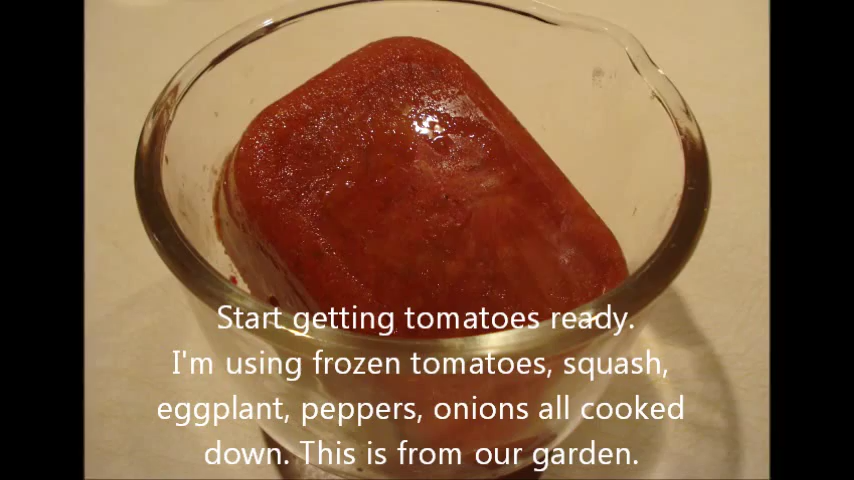 Start getting tomatoes ready.
I'm using frozen tomatoes, squash,
eggplant, peppers, onions all cooked
down. This is from our garden.